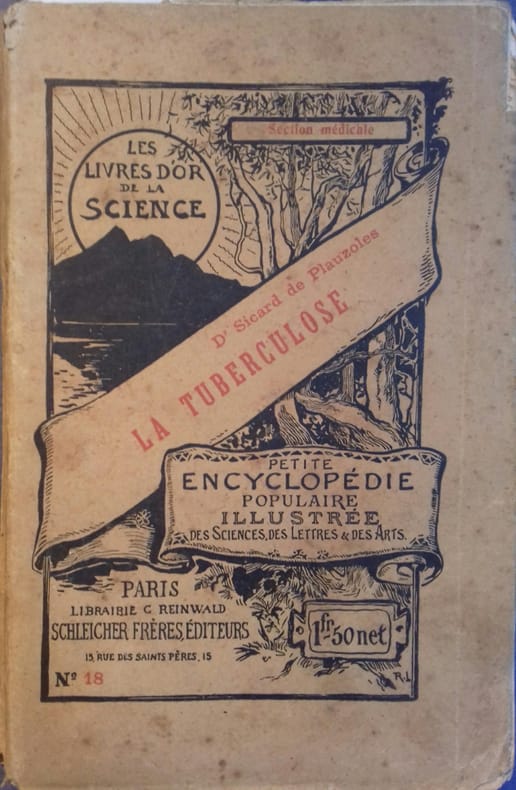 Section médicale
LES
LIVRES D'OR
DE LA
SCIENCE
Dr Sicard de Plauzoles
LA TUBERCULOSE
PETITE
ENCYCLOPÉDIE
POPULAIRE
ILLUSTRÉE
DES SCIENCES, DES LETTRES & DES ARTS.
PARIS
LIBRAIRIE C REINWALD
SCHLEICHER FRÈRES, ÉDITEURS
15, RUE DES SAINTS PÈRES, 15
1fr 50 net
No 18
R.L